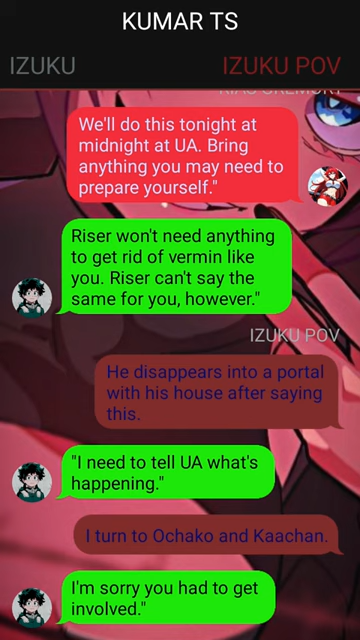 KUMAR TS
IZUKU
IZUKU POV
RIAS GREMORY
We'll do this tonight at
midnight at UA. Bring
anything you may need to
prepare yourself."
Riser won't need anything
to get rid of vermin like
you. Riser can't say the
same for you, however."
IZUKU POV
He disappears into a portal
with his house after saying
this.
"I need to tell UA what's
happening."
I turn to Ochako and Kaachan.
I'm sorry you had to get
involved."